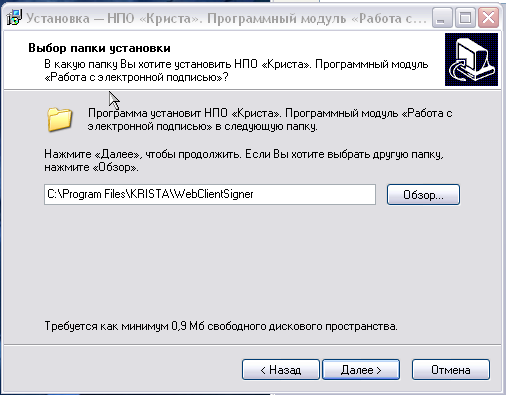 Установка — НПО «Криста». Программный модуль «Работа с...
Выбор папки установки
В какую папку Вы хотите установить НПО «Криста». Программный модуль
«Работа с электронной подписью»?
Программа установит НПО «Криста». Программный модуль «Работа с
электронной подписью» в следующую папку.
Нажмите «Далее», чтобы продолжить. Если Вы хотите выбрать другую папку,
нажмите «Обзор».
C:\Program Files\KRISTA\WebClientSigner
Обзор...
Требуется как минимум 0,9 Мб свободного дискового пространства.
< Назад
Далее >
Отмена